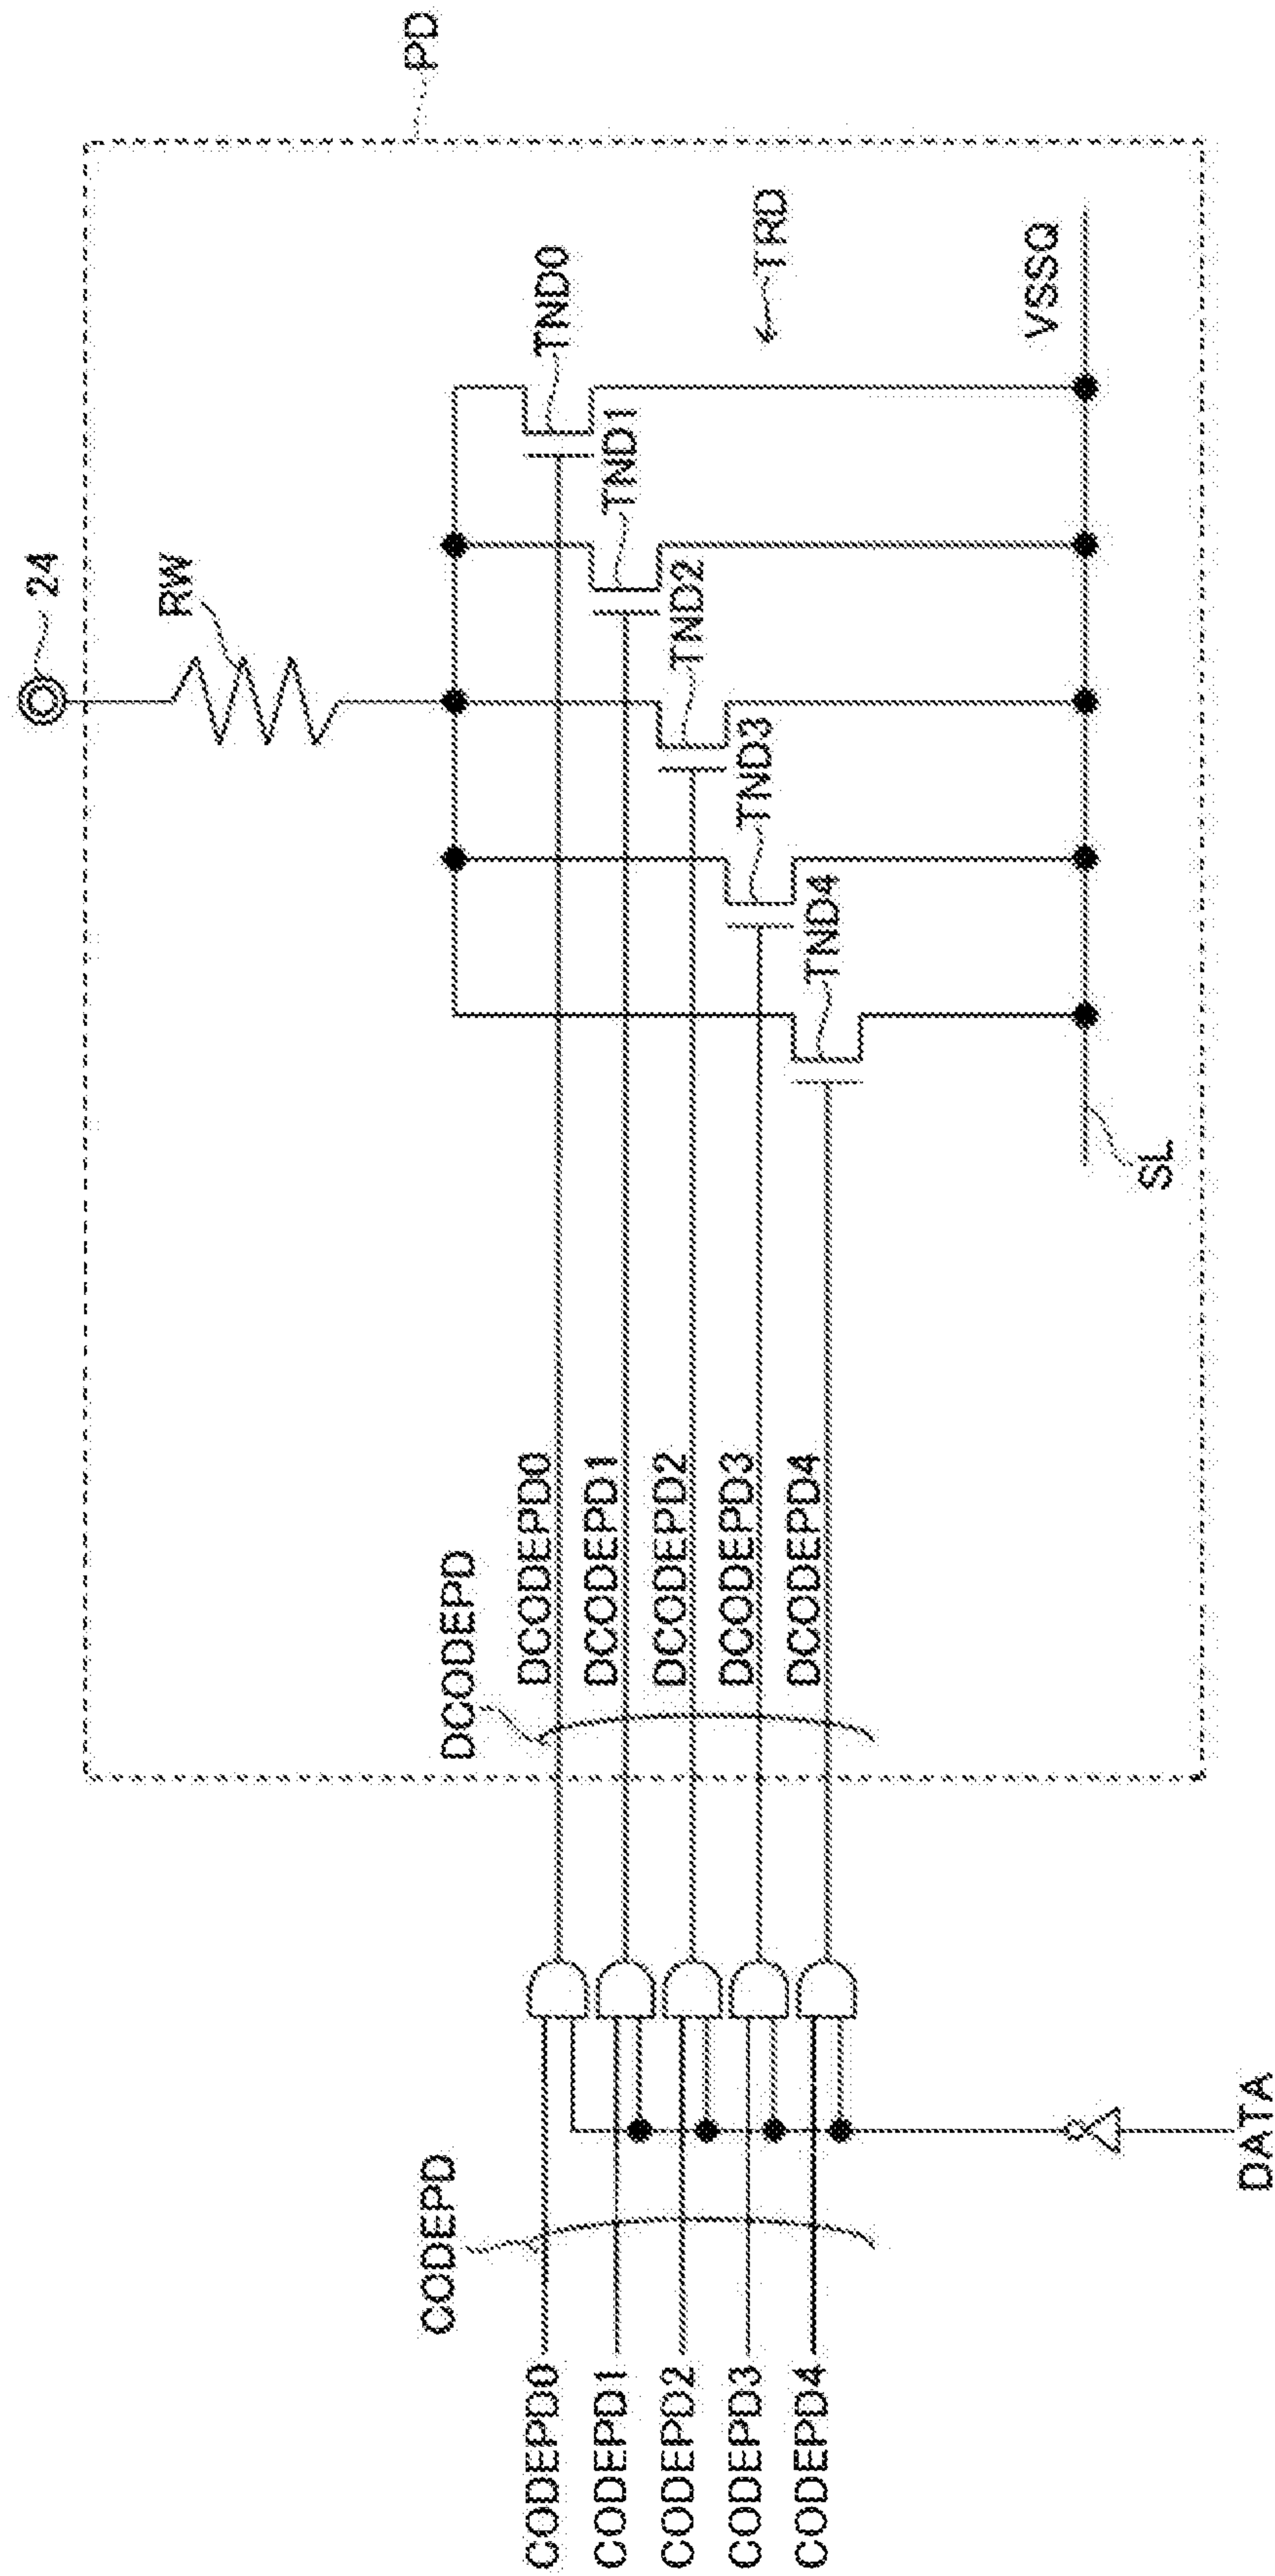 24
PD
RW
TND0
TND1
TND2
TND3
TND4
TRD
VSSQ
SL
DCODEPD
DCODEPD0
DCODEPD1
DCODEPD2
DCODEPD3
DCODEPD4
CODEPD
CODEPD0
CODEPD1
CODEPD2
CODEPD3
CODEPD4
DATA